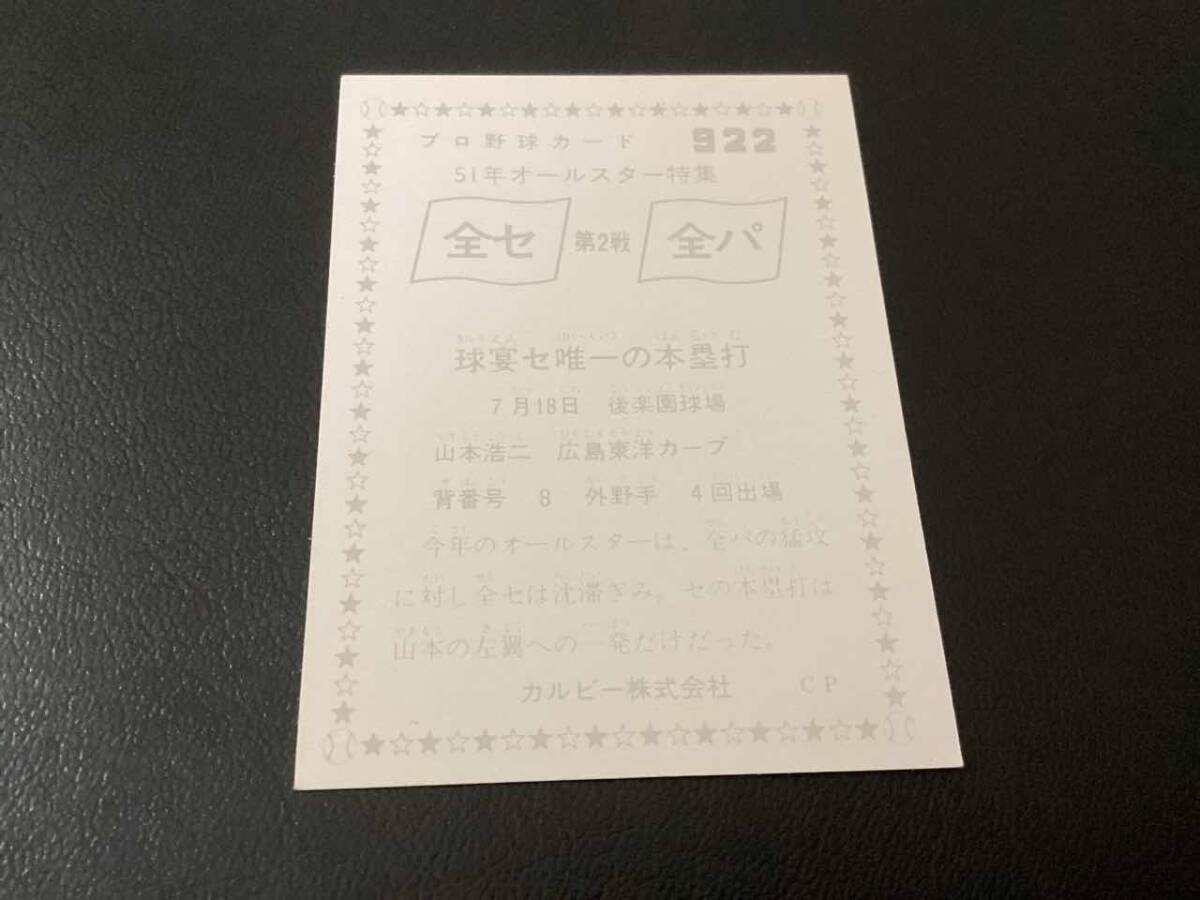 プロ野球カード 922
51年オールスター特集
全セ 第2戦 全パ
球宴セ唯一の本塁打
7月18日 後楽園球場
山本浩二 広島東洋カープ
背番号 8 外野手 4回出場
今年のオールスターは、全パの猛攻
に対し全セは沈滞ぎみ。セの本塁打は
山本の左翼への一発だけだった。
カルビー株式会社 CP